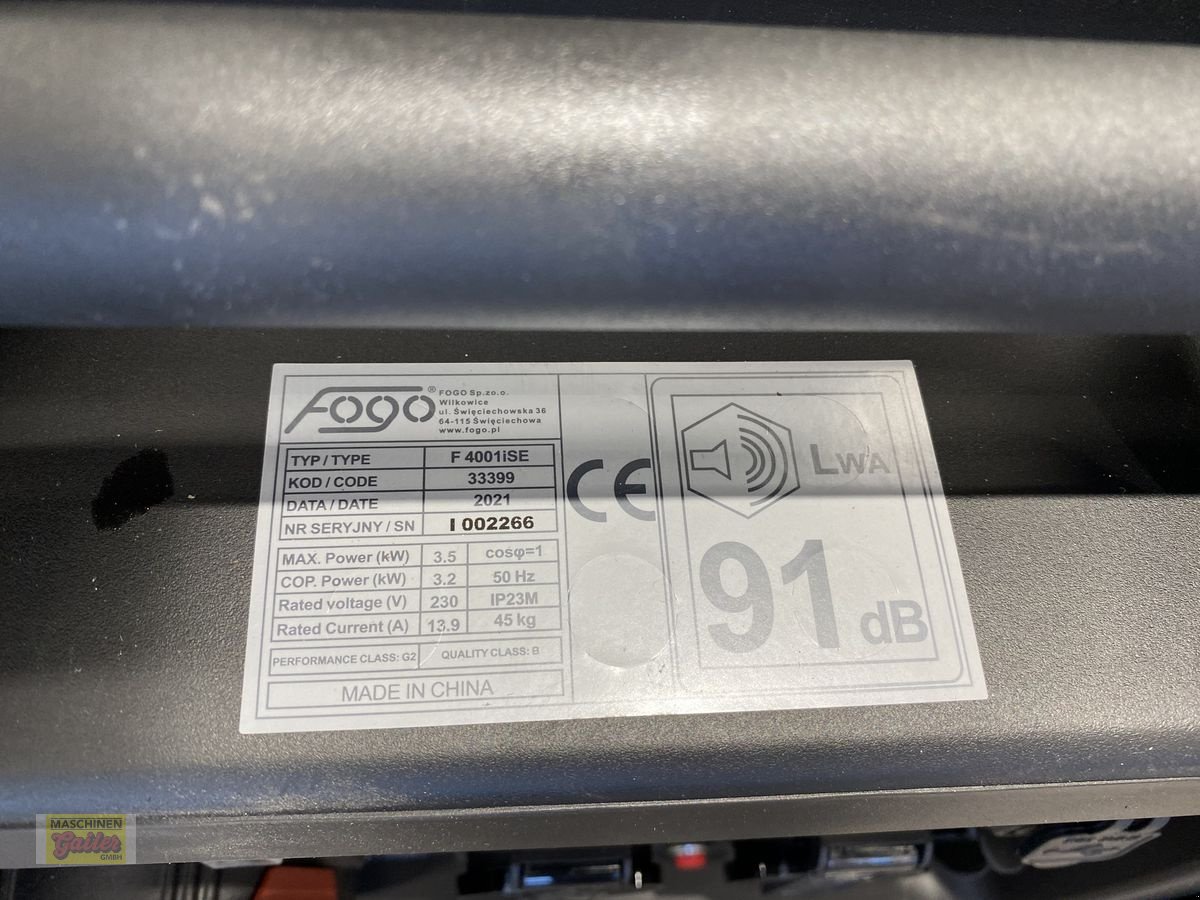 FOGO®
FOGO Sp.zo.o.
Wilkowice
ul. Święciechowska 36
64-115 Święciechowa
www.fogo.pl
TYP / TYPE F 4001iSE
KOD / CODE 33399
DATA / DATE 2021
NR SERYJNY / SN I 002266
MAX. Power (kW) 3.5 cosφ=1
COP. Power (kW) 3.2 50 Hz
Rated voltage (V) 230 IP23M
Rated Current (A) 13.9 45 kg
PERFORMANCE CLASS: G2 QUALITY CLASS: B
MADE IN CHINA
CE
LWA
91 dB
MASCHINEN
Gailer
GMBH